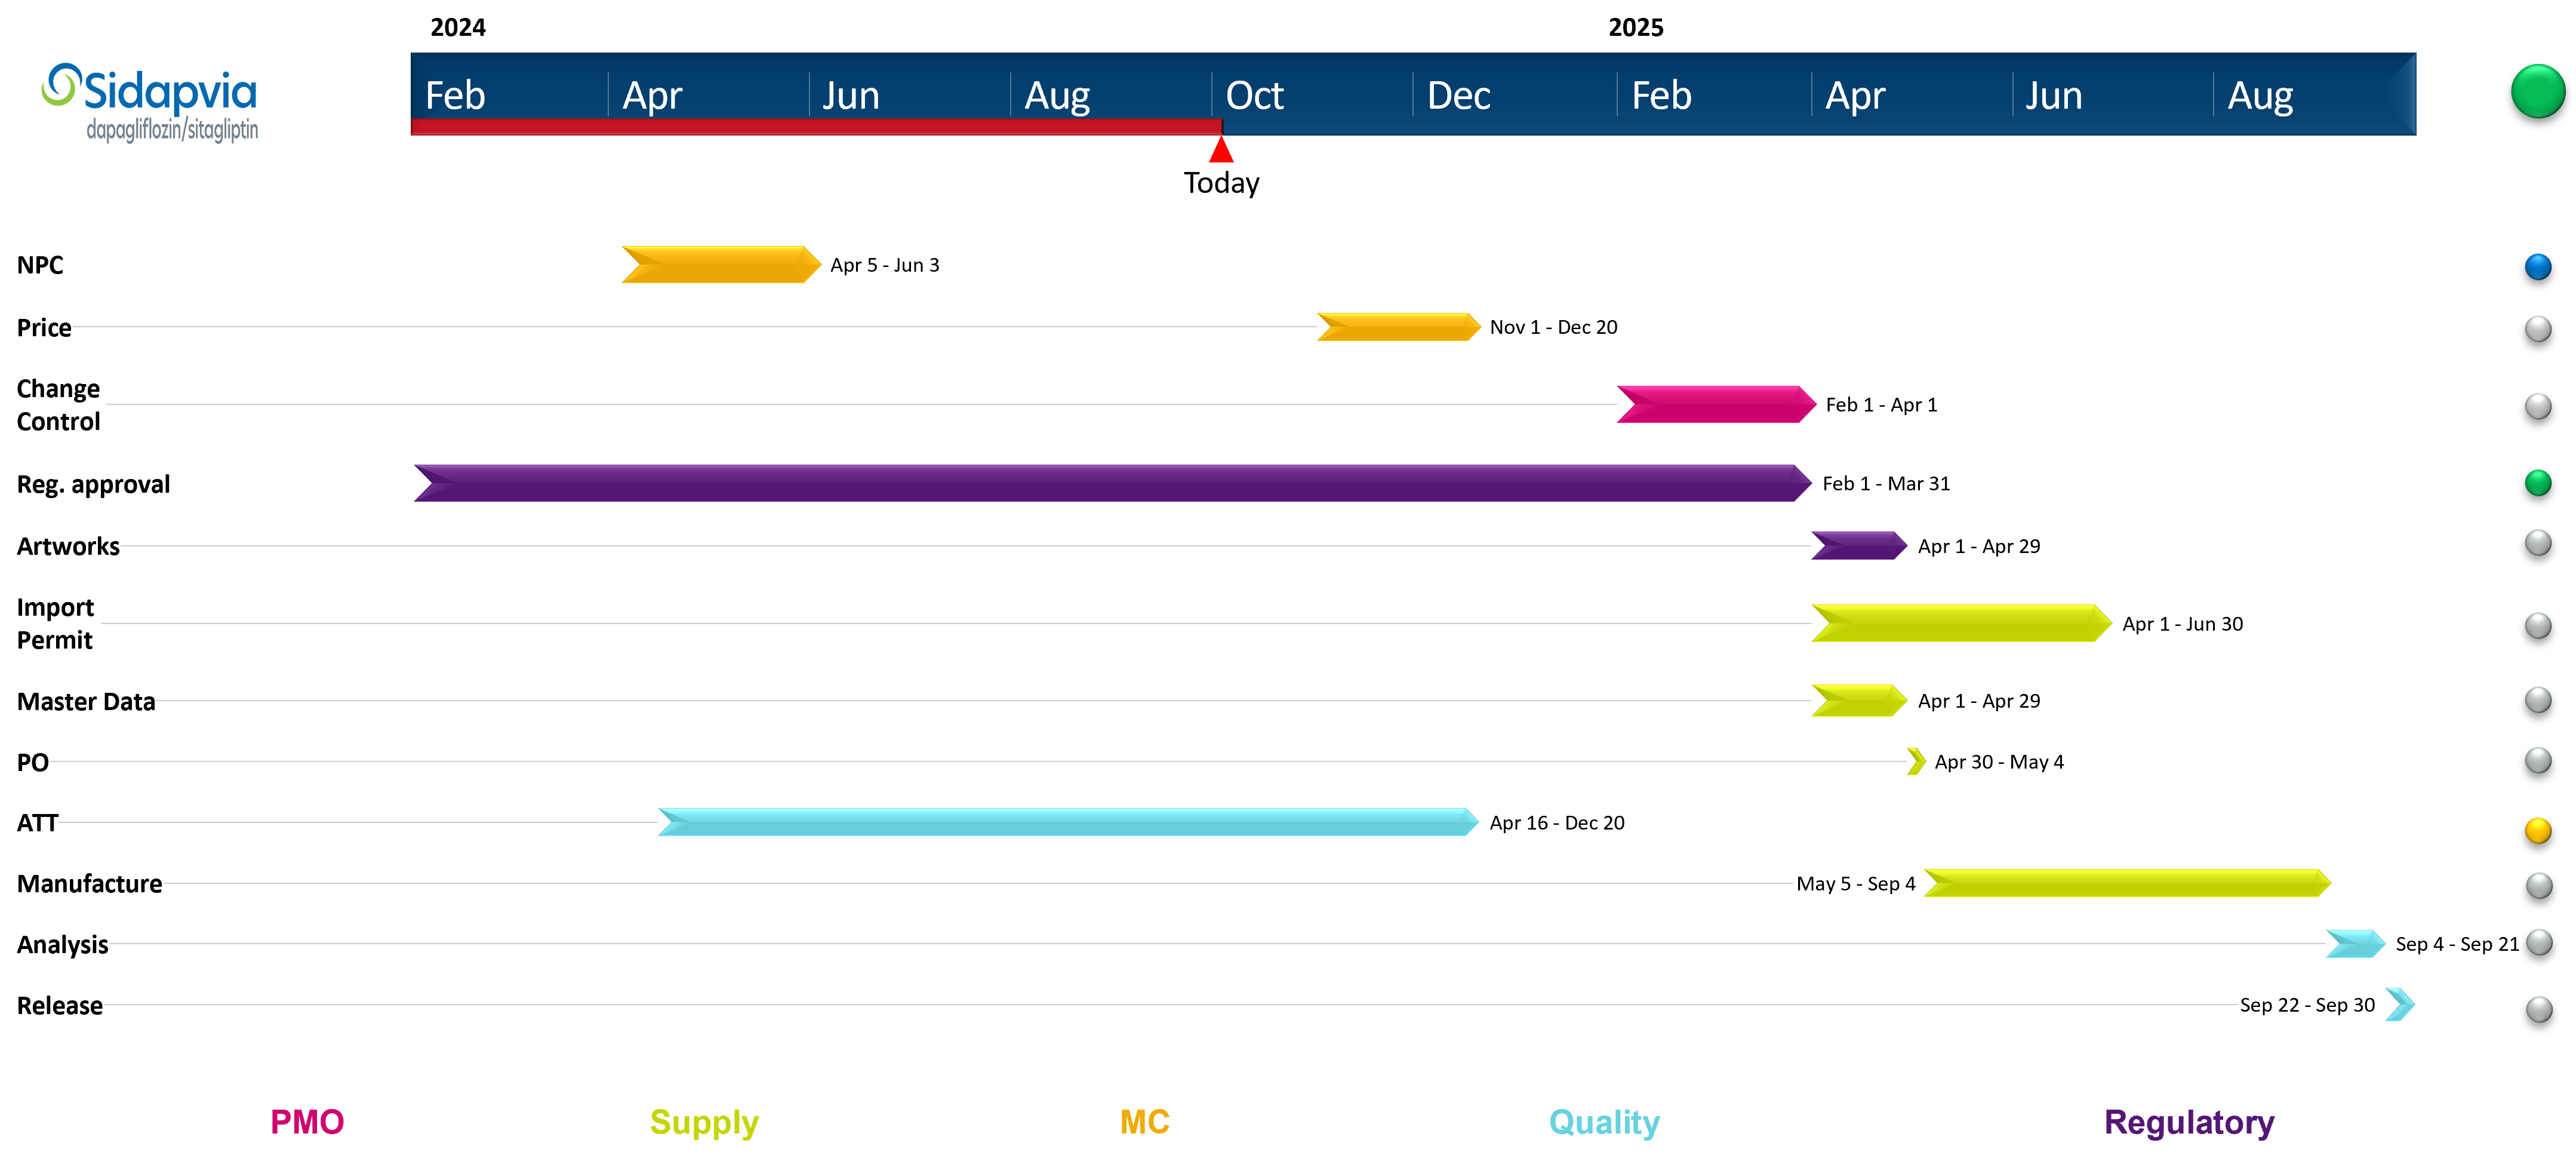 2024 2025
Sidapvia
dapagliflozin/sitagliptin
Feb Apr Jun Aug Oct Dec Feb Apr Jun Aug
Today
NPC Apr 5 - Jun 3
Price Nov 1 - Dec 20
Change
Control Feb 1 - Apr 1
Reg. approval Feb 1 - Mar 31
Artworks Apr 1 - Apr 29
Import
Permit Apr 1 - Jun 30
Master Data Apr 1 - Apr 29
PO Apr 30 - May 4
ATT Apr 16 - Dec 20
Manufacture May 5 - Sep 4
Analysis Sep 4 - Sep 21
Release Sep 22 - Sep 30
PMO Supply MC Quality Regulatory